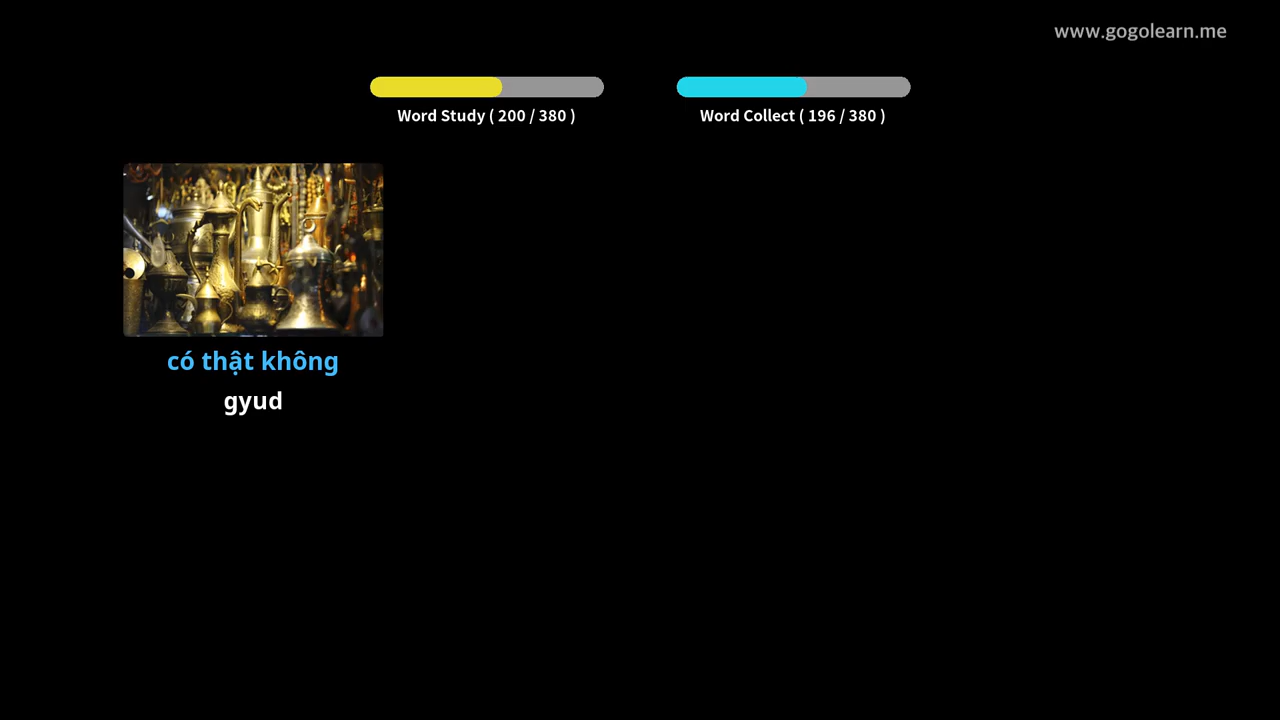 www.gogolearn.me
Word Study ( 200 / 380 )
Word Collect ( 196 / 380 )
có thật không
gyud